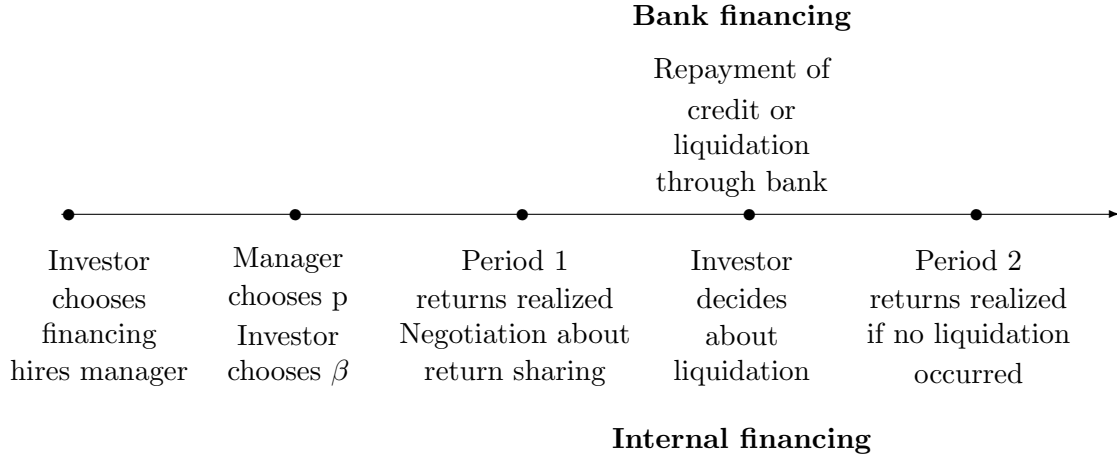 Bank financing
Repayment of
credit or
liquidation
through bank
Investor
chooses
financing
hires manager
Manager
chooses p
Investor
chooses β
Period 1
returns realized
Negotiation about
return sharing
Investor
decides
about
liquidation
Period 2
returns realized
if no liquidation
occurred
Internal financing